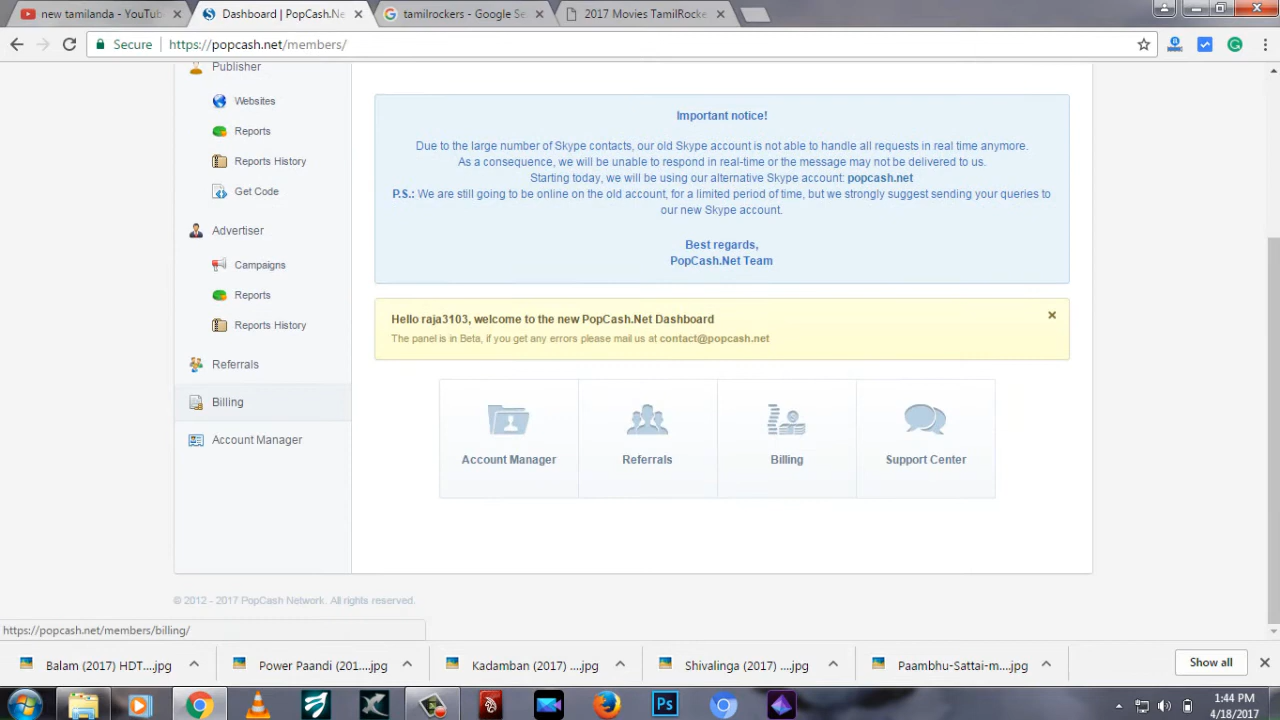 new tamilanda - YouTub
Dashboard | PopCash.Ne
tamilrockers - Google Se
2017 Movies TamilRocke
Secure
https://popcash.net/members/
Publisher
Websites
Reports
Reports History
Get Code
Advertiser
Campaigns
Reports
Reports History
Referrals
Billing
Account Manager
Important notice!
Due to the large number of Skype contacts, our old Skype account is not able to handle all requests in real time anymore.
As a consequence, we will be unable to respond in real-time or the message may not be delivered to us.
Starting today, we will be using our alternative Skype account: popcash.net
P.S.: We are still going to be online on the old account, for a limited period of time, but we strongly suggest sending your queries to
our new Skype account.
Best regards,
PopCash.Net Team
Hello raja3103, welcome to the new PopCash.Net Dashboard
The panel is in Beta, if you get any errors please mail us at contact@popcash.net
Account Manager
Referrals
Billing
Support Center
© 2012 - 2017 PopCash Network. All rights reserved.
https://popcash.net/members/billing/
Balam (2017) HDT....jpg
Power Paandi (201....jpg
Kadamban (2017) ....jpg
Shivalinga (2017) ....jpg
Paambhu-Sattai-m....jpg
Show all
Ps
1:44 PM
4/18/2017